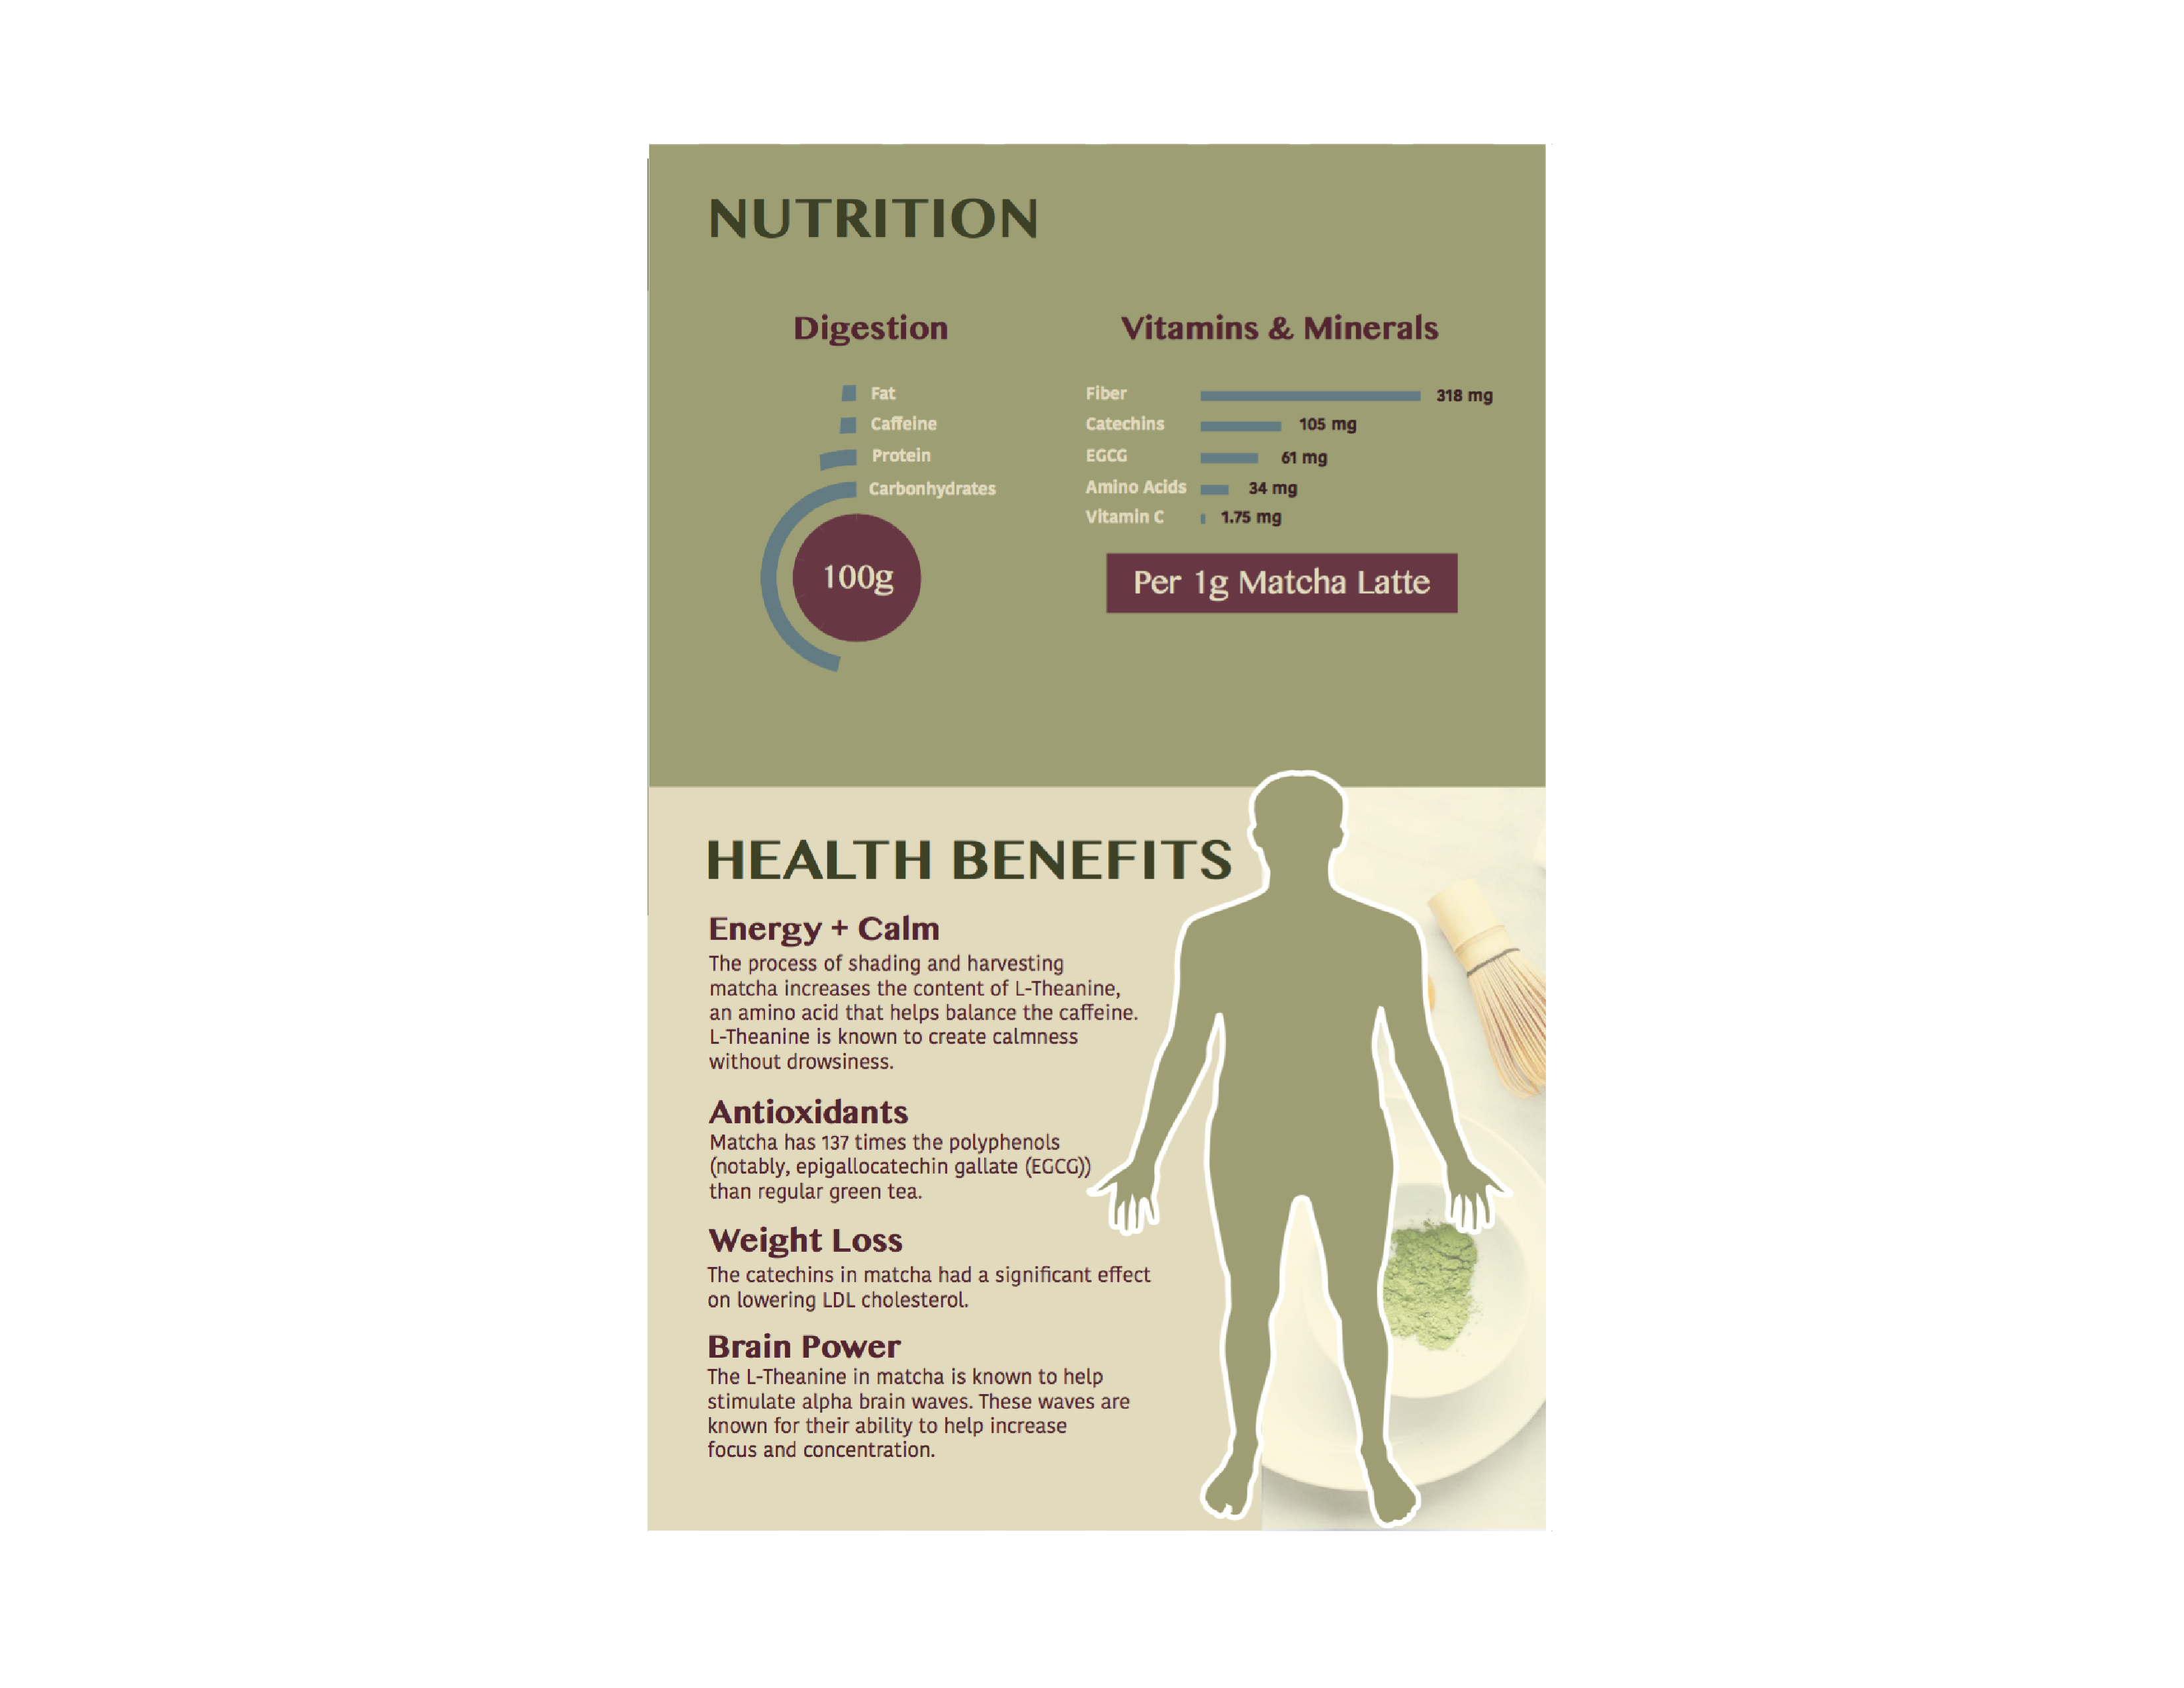 NUTRITION
Digestion
Fat
Caffeine
Protein
Carbonhydrates
100g
Vitamins & Minerals
Fiber 318 mg
Catechins 105 mg
EGCG 61 mg
Amino Acids 34 mg
Vitamin C 1.75 mg
Per 1g Matcha Latte
HEALTH BENEFITS
Energy + Calm
The process of shading and harvesting
matcha increases the content of L-Theanine,
an amino acid that helps balance the caffeine.
L-Theanine is known to create calmness
without drowsiness.
Antioxidants
Matcha has 137 times the polyphenols
(notably, epigallocatechin gallate (EGCG))
than regular green tea.
Weight Loss
The catechins in matcha had a significant effect
on lowering LDL cholesterol.
Brain Power
The L-Theanine in matcha is known to help
stimulate alpha brain waves. These waves are
known for their ability to help increase
focus and concentration.